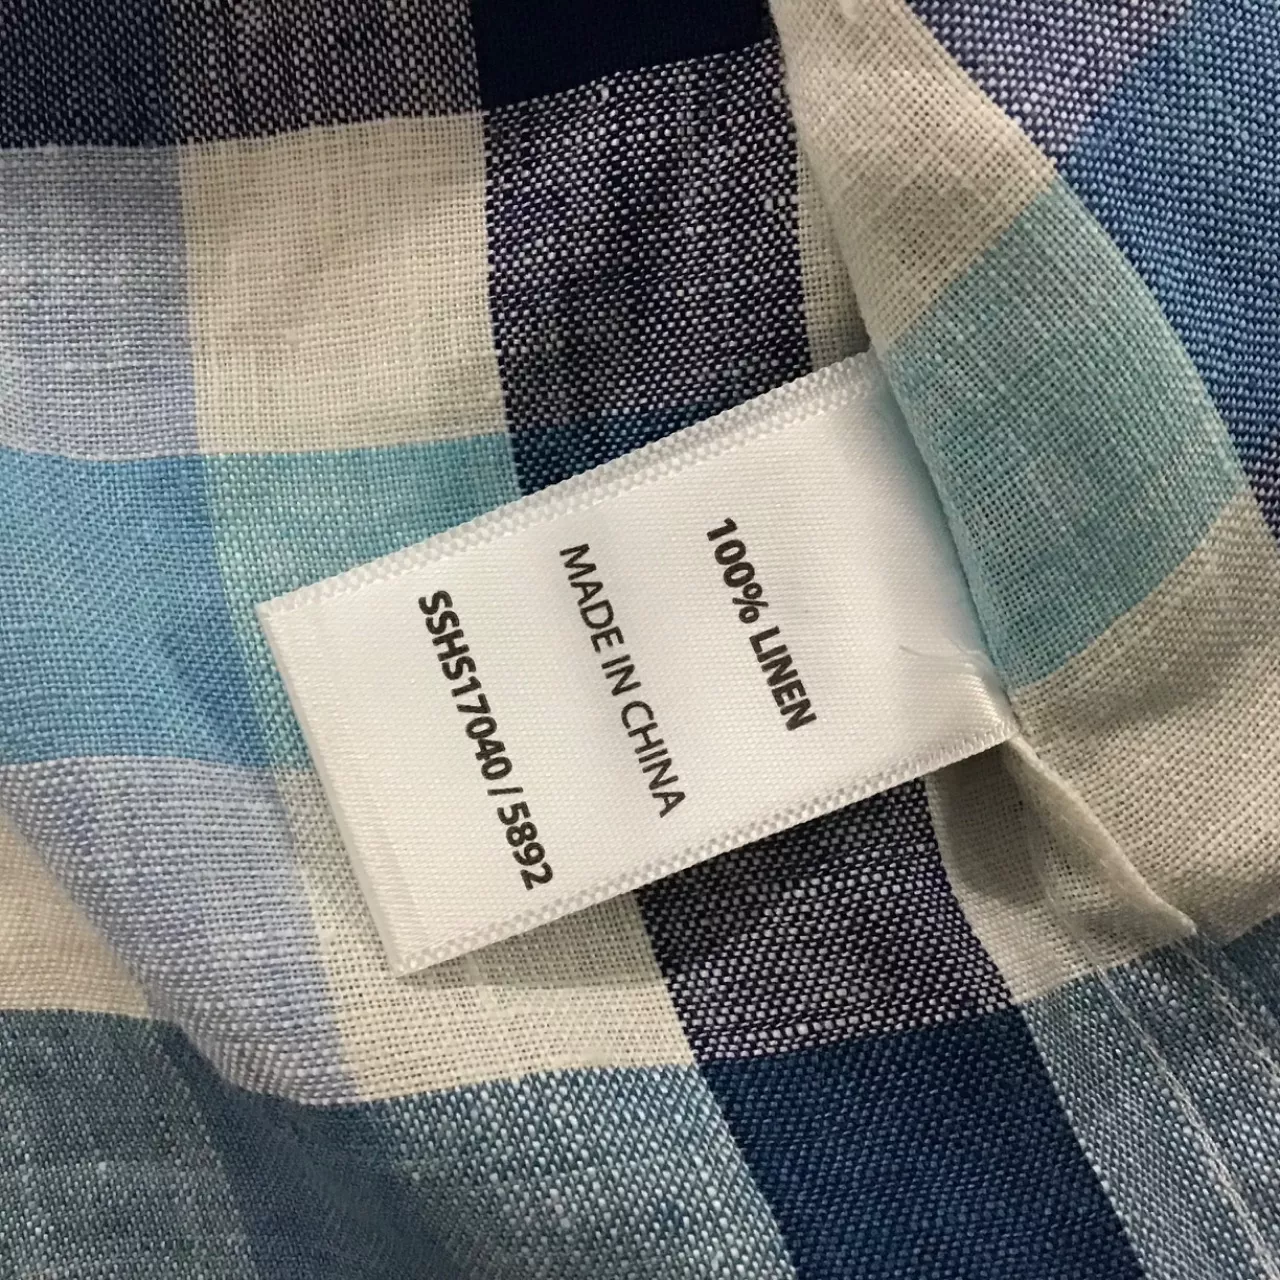 100% LINEN
MADE IN CHINA
SSHS17040 / 5892